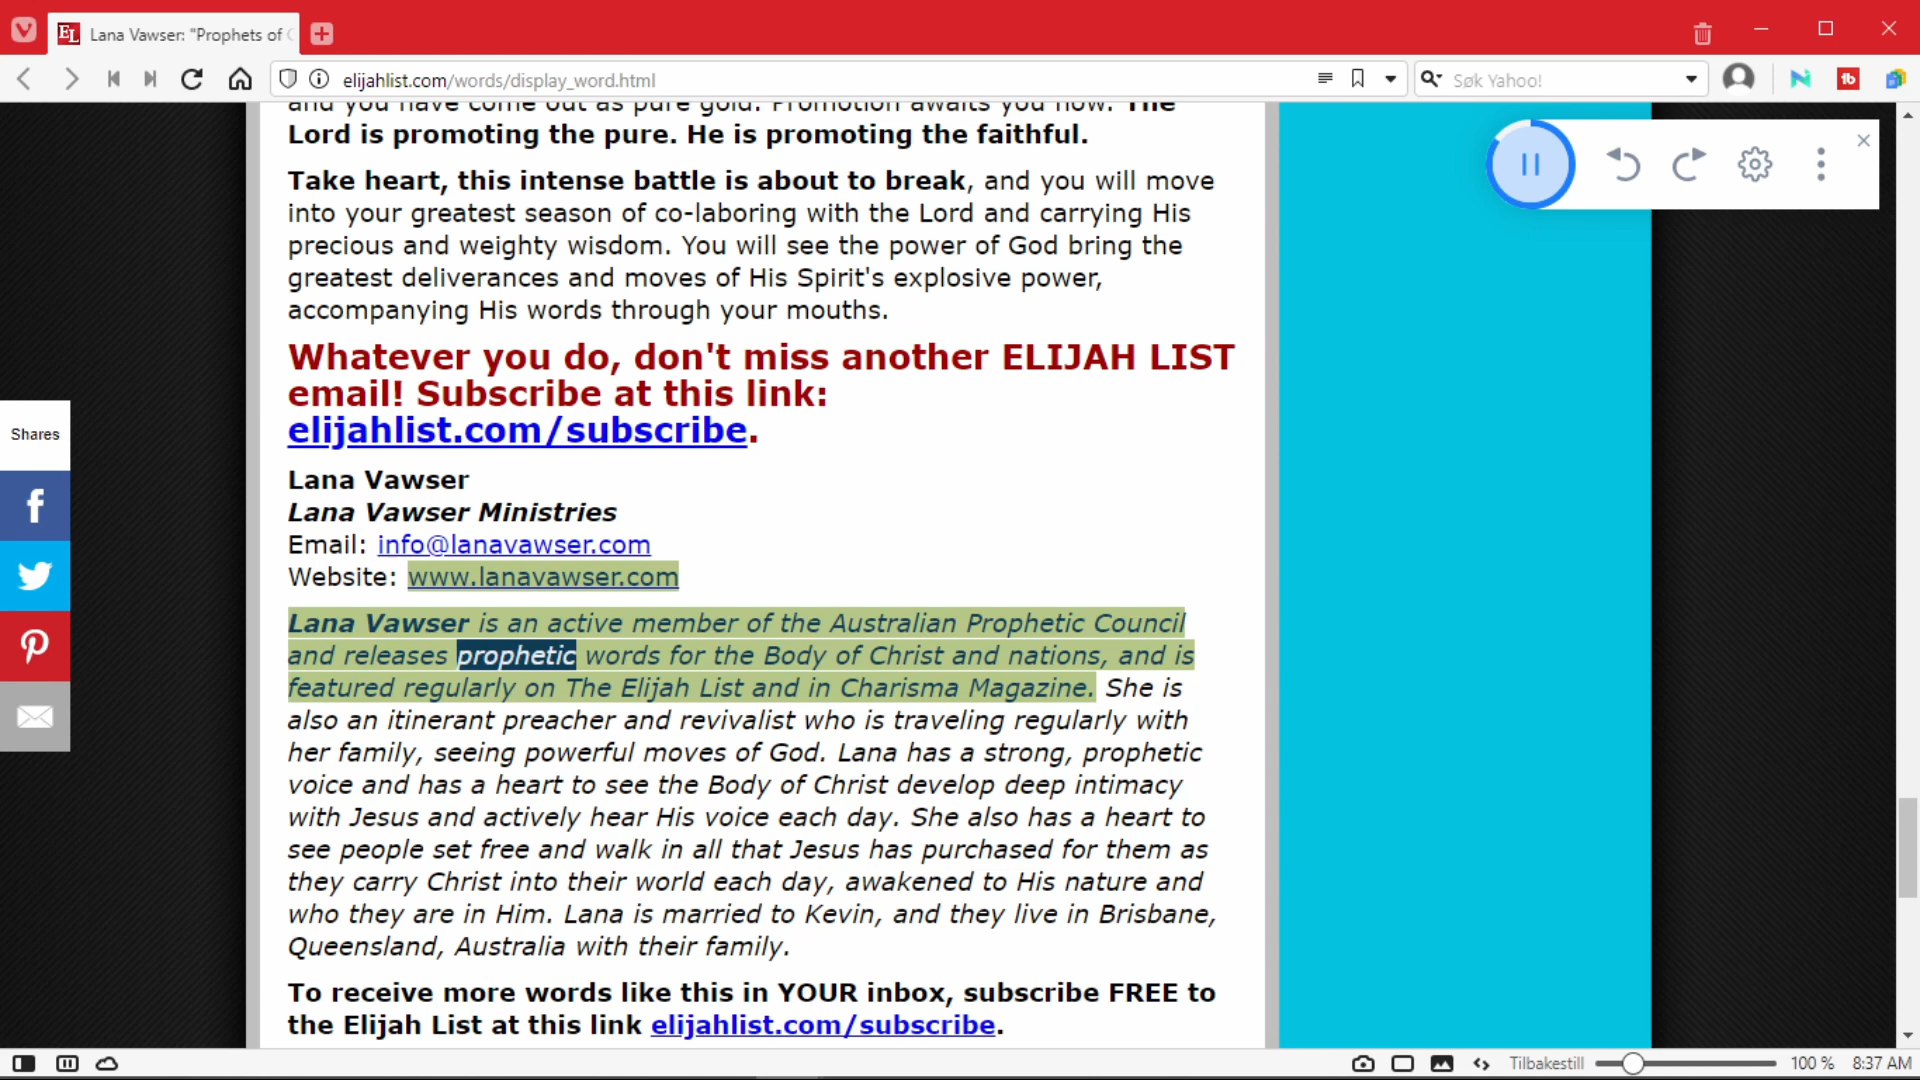 Lana Vawser: "Prophets of
elijahlist.com/words/display_word.html
Søk Yahoo!
and you have come out as pure gold. Promotion awaits you now. The
Lord is promoting the pure. He is promoting the faithful.
Take heart, this intense battle is about to break, and you will move
into your greatest season of co-laboring with the Lord and carrying His
precious and weighty wisdom. You will see the power of God bring the
greatest deliverances and moves of His Spirit's explosive power,
accompanying His words through your mouths.
Whatever you do, don't miss another ELIJAH LIST
email! Subscribe at this link:
elijahlist.com/subscribe.
Shares
Lana Vawser
Lana Vawser Ministries
Email: info@lanavawser.com
Website: www.lanavawser.com
Lana Vawser is an active member of the Australian Prophetic Council
and releases prophetic words for the Body of Christ and nations, and is
featured regularly on The Elijah List and in Charisma Magazine. She is
also an itinerant preacher and revivalist who is traveling regularly with
her family, seeing powerful moves of God. Lana has a strong, prophetic
voice and has a heart to see the Body of Christ develop deep intimacy
with Jesus and actively hear His voice each day. She also has a heart to
see people set free and walk in all that Jesus has purchased for them as
they carry Christ into their world each day, awakened to His nature and
who they are in Him. Lana is married to Kevin, and they live in Brisbane,
Queensland, Australia with their family.
To receive more words like this in YOUR inbox, subscribe FREE to
the Elijah List at this link elijahlist.com/subscribe.
Tilbakestill 100 % 8:37 AM